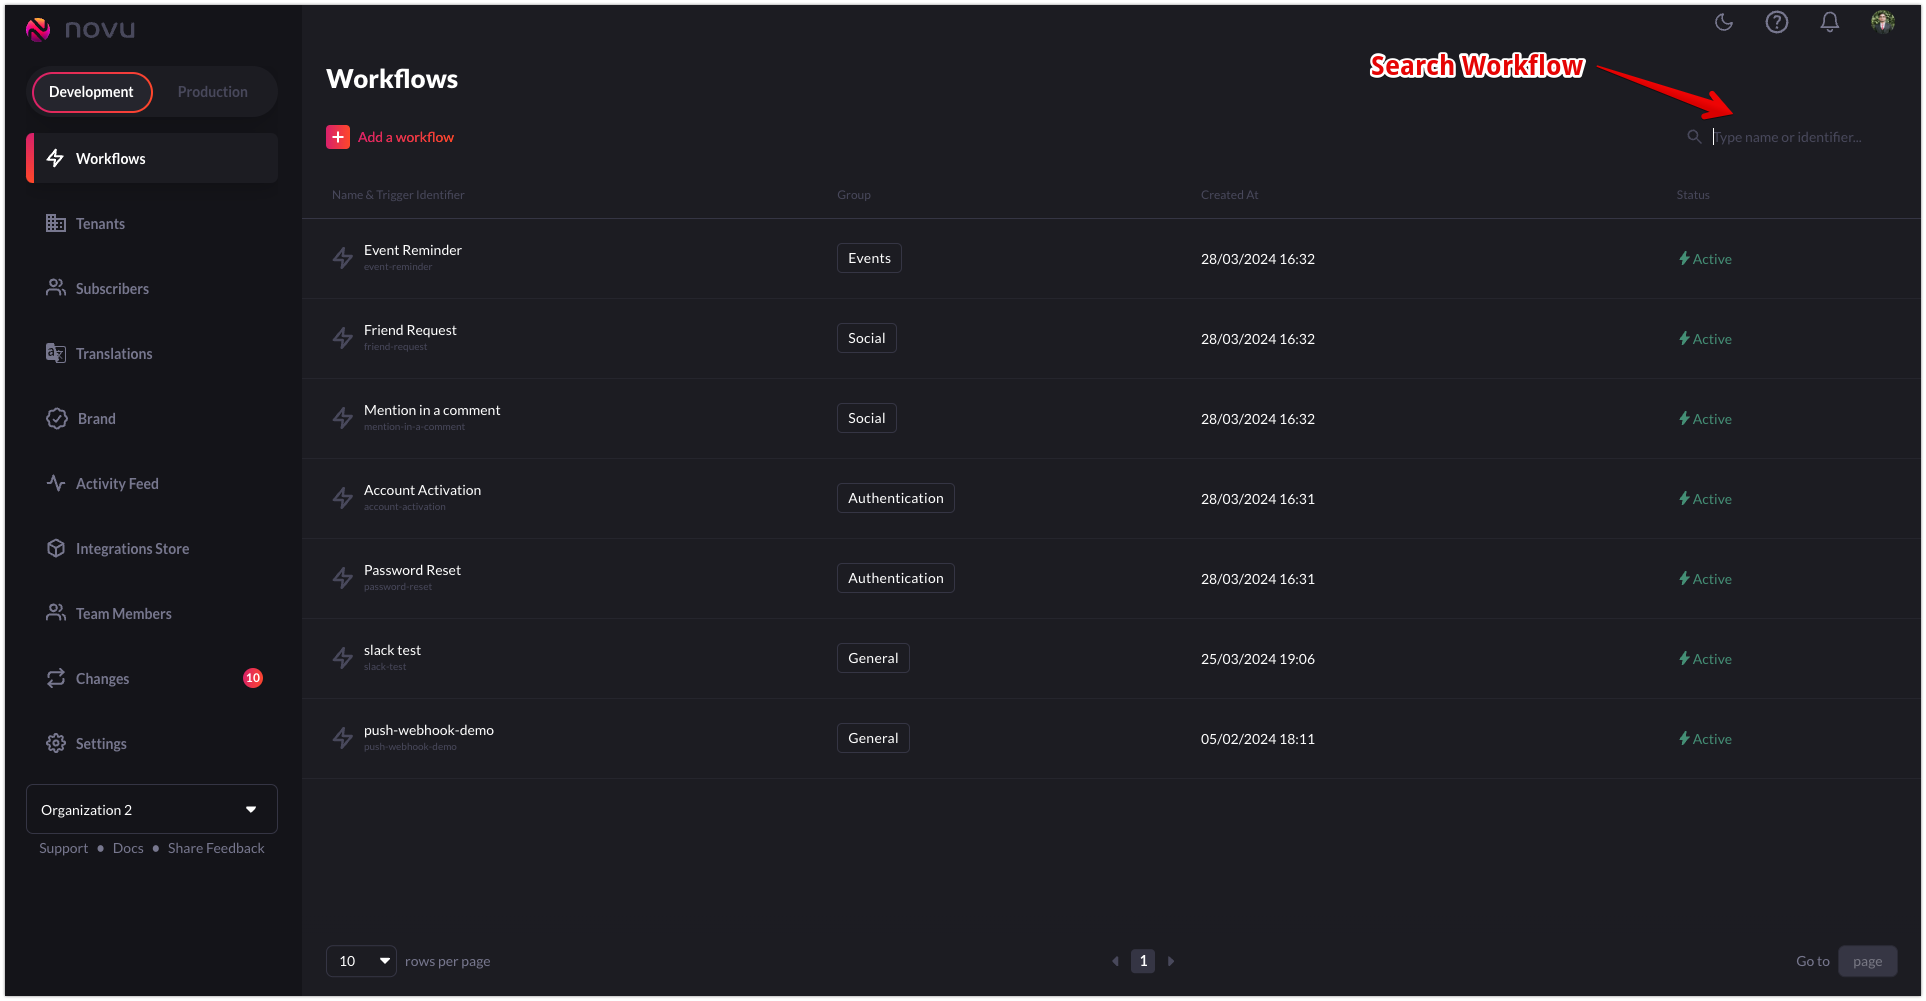 novu
Development Production
Workflows
Tenants
Subscribers
Translations
Brand
Activity Feed
Integrations Store
Team Members
Changes 10
Settings
Organization 2
Support • Docs • Share Feedback
Search Workflow
Workflows
Add a workflow
Type name or identifier...
Name & Trigger Identifier Group Created At Status
Event Reminder
event-reminder
Events 28/03/2024 16:32 Active
Friend Request
friend-request
Social 28/03/2024 16:32 Active
Mention in a comment
mention-in-a-comment
Social 28/03/2024 16:32 Active
Account Activation
account-activation
Authentication 28/03/2024 16:31 Active
Password Reset
password-reset
Authentication 28/03/2024 16:31 Active
slack test
slack-test
General 25/03/2024 19:06 Active
push-webhook-demo
push-webhook-demo
General 05/02/2024 18:11 Active
10 rows per page 1 Go to page